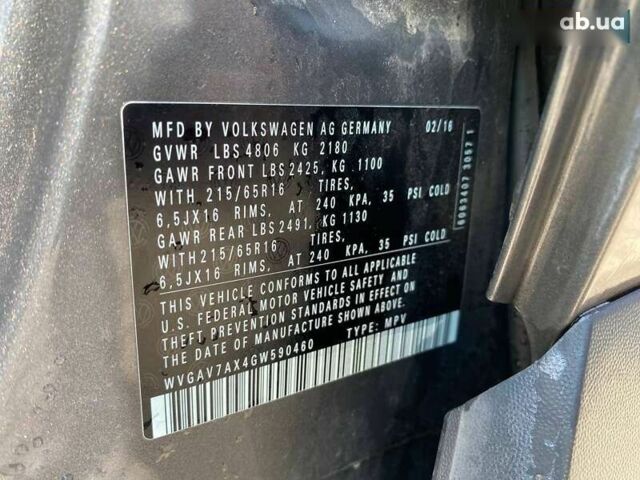 ab.ua
MFD BY VOLKSWAGEN AG GERMANY 02/16
GVWR LBS 4806 KG 2180
GAWR FRONT LBS 2425, KG 1100
WITH 215/65R16 TIRES,
6,5JX16 RIMS, AT 240 KPA, 35 PSI COLD
GAWR REAR LBS 2491, KG 1130
WITH 215/65R16 TIRES,
6,5JX16 RIMS, AT 240 KPA, 35 PSI COLD
THIS VEHICLE CONFORMS TO ALL APPLICABLE
U.S. FEDERAL MOTOR VEHICLE SAFETY AND
THEFT PREVENTION STANDARDS IN EFFECT ON
THE DATE OF MANUFACTURE SHOWN ABOVE.
WVGAV7AX4GW590460 TYPE: MPV